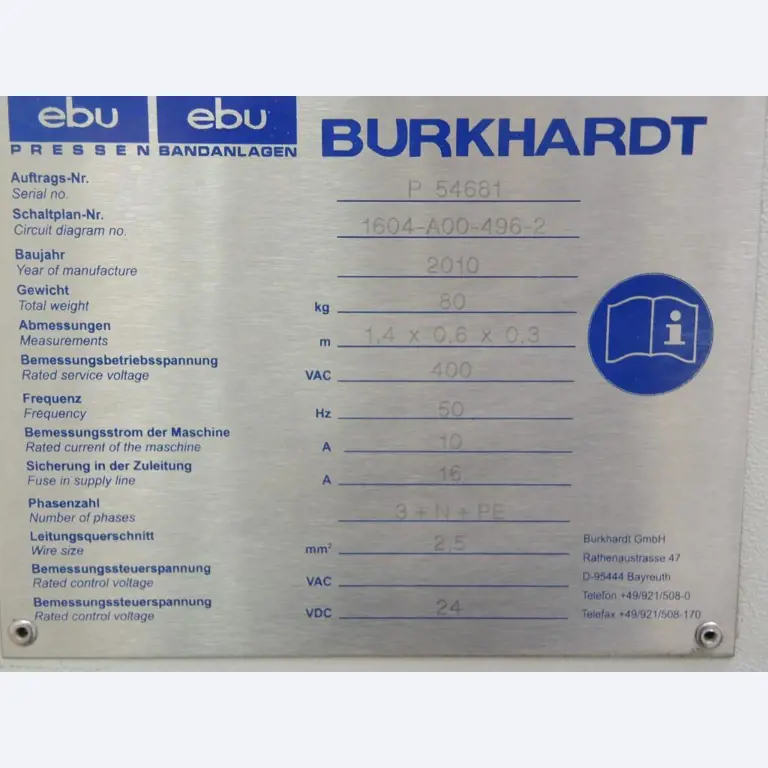 ebu ebu
PRESSEN BANDANLAGEN BURKHARDT
Auftrags-Nr.
Serial no. P 54681
Schaltplan-Nr.
Circuit diagram no. 1604-A00-496-2
Baujahr
Year of manufacture 2010
Gewicht
Total weight kg 80
Abmessungen
Measurements m 1,4 x 0,6 x 0,3
Bemessungsbetriebsspannung
Rated service voltage VAC 400
Frequenz
Frequency Hz 50
Bemessungsstrom der Maschine
Rated current of the maschine A 10
Sicherung in der Zuleitung
Fuse in supply line A 16
Phasenzahl
Number of phases 3 + N + PE
Leitungsquerschnitt
Wire size mm² 2,5
Bemessungssteuerspannung
Rated control voltage VAC
Bemessungssteuerspannung
Rated control voltage VDC 24
Burkhardt GmbH
Rathenaustrasse 47
D-95444 Bayreuth
Telefon +49/921/508-0
Telefax +49/921/508-170